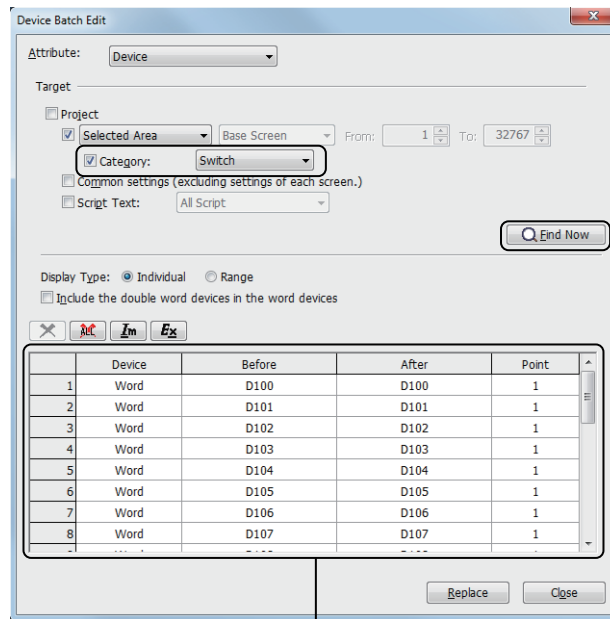 Device Batch Edit
Attribute: Device
Target
Project
Selected Area Base Screen From: 1 To: 32767
Category: Switch
Common settings (excluding settings of each screen.)
Script Text: All Script
Find Now
Display Type: Individual Range
Include the double word devices in the word devices
ALL Im Ex
Device Before After Point
1 Word D100 D100 1
2 Word D101 D101 1
3 Word D102 D102 1
4 Word D103 D103 1
5 Word D104 D104 1
6 Word D105 D105 1
7 Word D106 D106 1
8 Word D107 D107 1
Replace Close